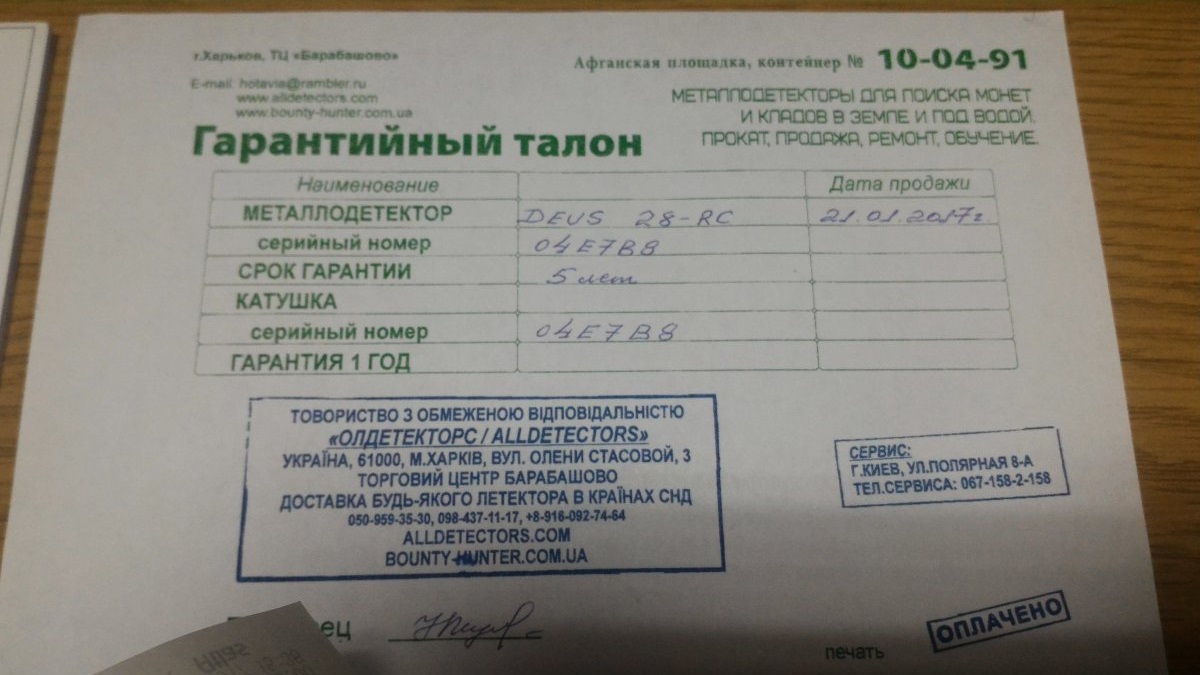 г.Харьков, ТЦ «Барабашово»
Афганская площадка, контейнер № 10-04-91
E-mail: hotavia@rambler.ru
www.alldetectors.com
www.bounty-hunter.com.ua
МЕТАЛЛОДЕТЕКТОРЫ ДЛЯ ПОИСКА МОНЕТ
И КЛАДОВ В ЗЕМЛЕ И ПОД ВОДОЙ.
ПРОКАТ, ПРОДАЖА, РЕМОНТ, ОБУЧЕНИЕ.
Гарантийный талон
Наименование Дата продажи
МЕТАЛЛОДЕТЕКТОР DEUS 28-RC 21.01.2017г.
серийный номер 04E7B8
СРОК ГАРАНТИИ 5 лет
КАТУШКА
серийный номер 04E7B8
ГАРАНТИЯ 1 ГОД
ТОВОРИСТВО З ОБМЕЖЕНОЮ ВІДПОВІДАЛЬНІСТЮ
«ОЛДЕТЕКТОРС / ALLDETECTORS»
УКРАЇНА, 61000, М.ХАРКІВ, ВУЛ. ОЛЕНИ СТАСОВОЙ, 3
ТОРГОВИЙ ЦЕНТР БАРАБАШОВО
ДОСТАВКА БУДЬ-ЯКОГО ЛЕТЕКТОРА В КРАЇНАХ СНД
050-959-35-30, 098-437-11-17, +8-916-092-74-64
ALLDETECTORS.COM
BOUNTY-HUNTER.COM.UA
СЕРВИС:
Г.КИЕВ, УЛ.ПОЛЯРНАЯ 8-А
ТЕЛ.СЕРВИСА: 067-158-2-158
ОПЛАЧЕНО
печать